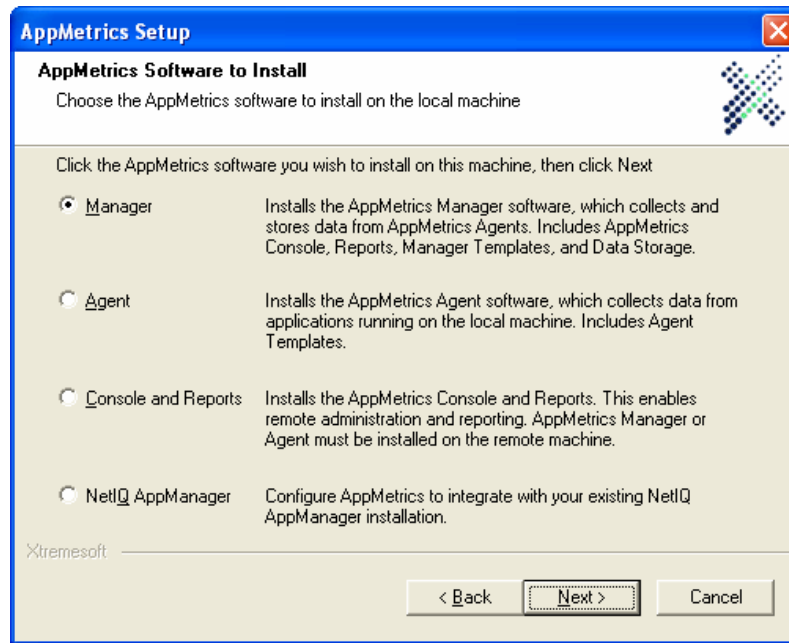 AppMetrics Setup
AppMetrics Software to Install
Choose the AppMetrics software to install on the local machine
Click the AppMetrics software you wish to install on this machine, then click Next
Manager
Installs the AppMetrics Manager software, which collects and
stores data from AppMetrics Agents. Includes AppMetrics
Console, Reports, Manager Templates, and Data Storage.
Agent
Installs the AppMetrics Agent software, which collects data from
applications running on the local machine. Includes Agent
Templates.
Console and Reports
Installs the AppMetrics Console and Reports. This enables
remote administration and reporting. AppMetrics Manager or
Agent must be installed on the remote machine.
NetIQ AppManager
Configure AppMetrics to integrate with your existing NetIQ
AppManager installation.
Xtremesoft
< Back
Next >
Cancel